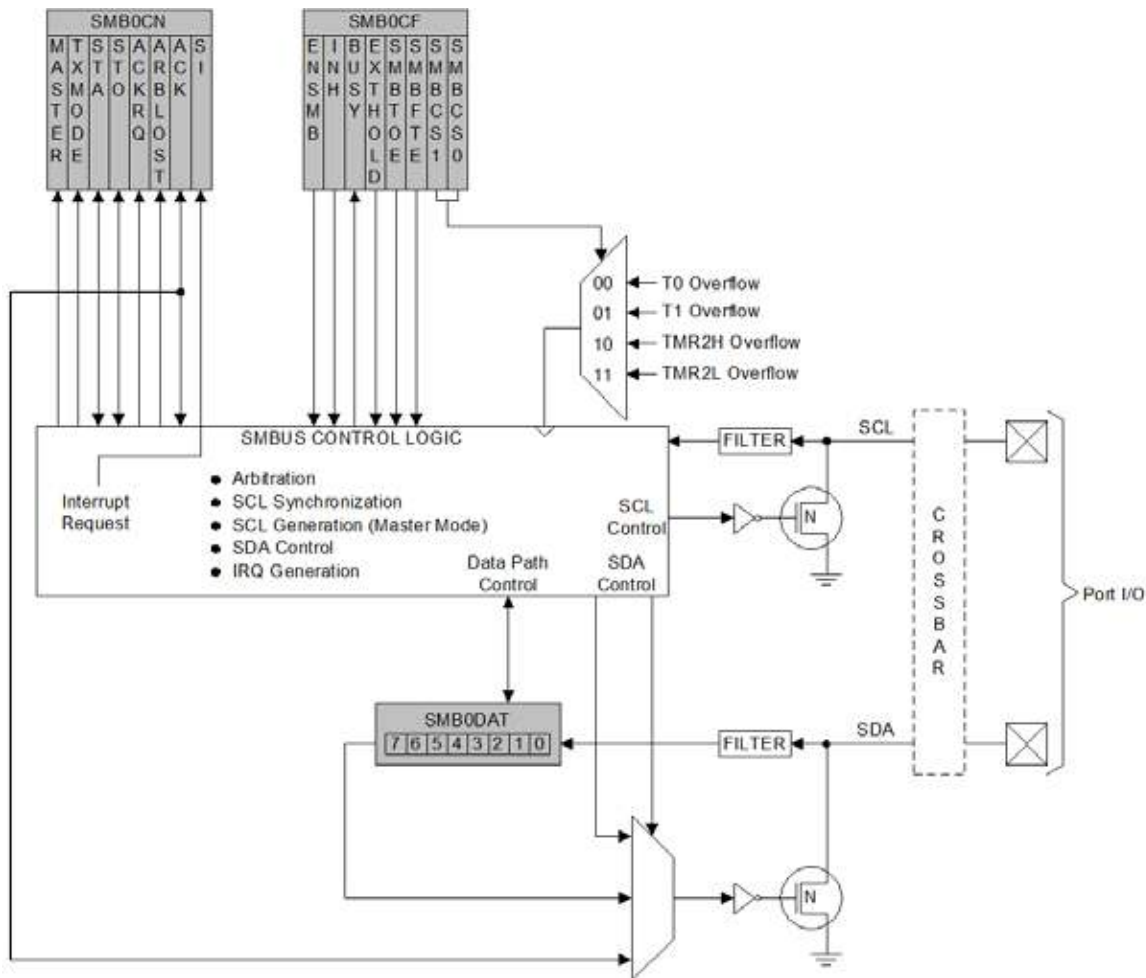 SMB0CN
MASTER
TXMODE
STA
STO
ACKRQ
ARBLOST
ACK
SI
SMB0CF
ENSMB
INH
BUSY
EXTHOLD
SMBTOE
SMBFTE
SMBCS1
SMBCS0
00 T0 Overflow
01 T1 Overflow
10 TMR2H Overflow
11 TMR2L Overflow
SMBUS CONTROL LOGIC
Interrupt
Request
● Arbitration
● SCL Synchronization
● SCL Generation (Master Mode)
● SDA Control
● IRQ Generation
Data Path
Control
SCL
Control
SDA
Control
FILTER
SCL
N
CROSSBAR
Port I/O
SMB0DAT
7 6 5 4 3 2 1 0
FILTER
SDA
N